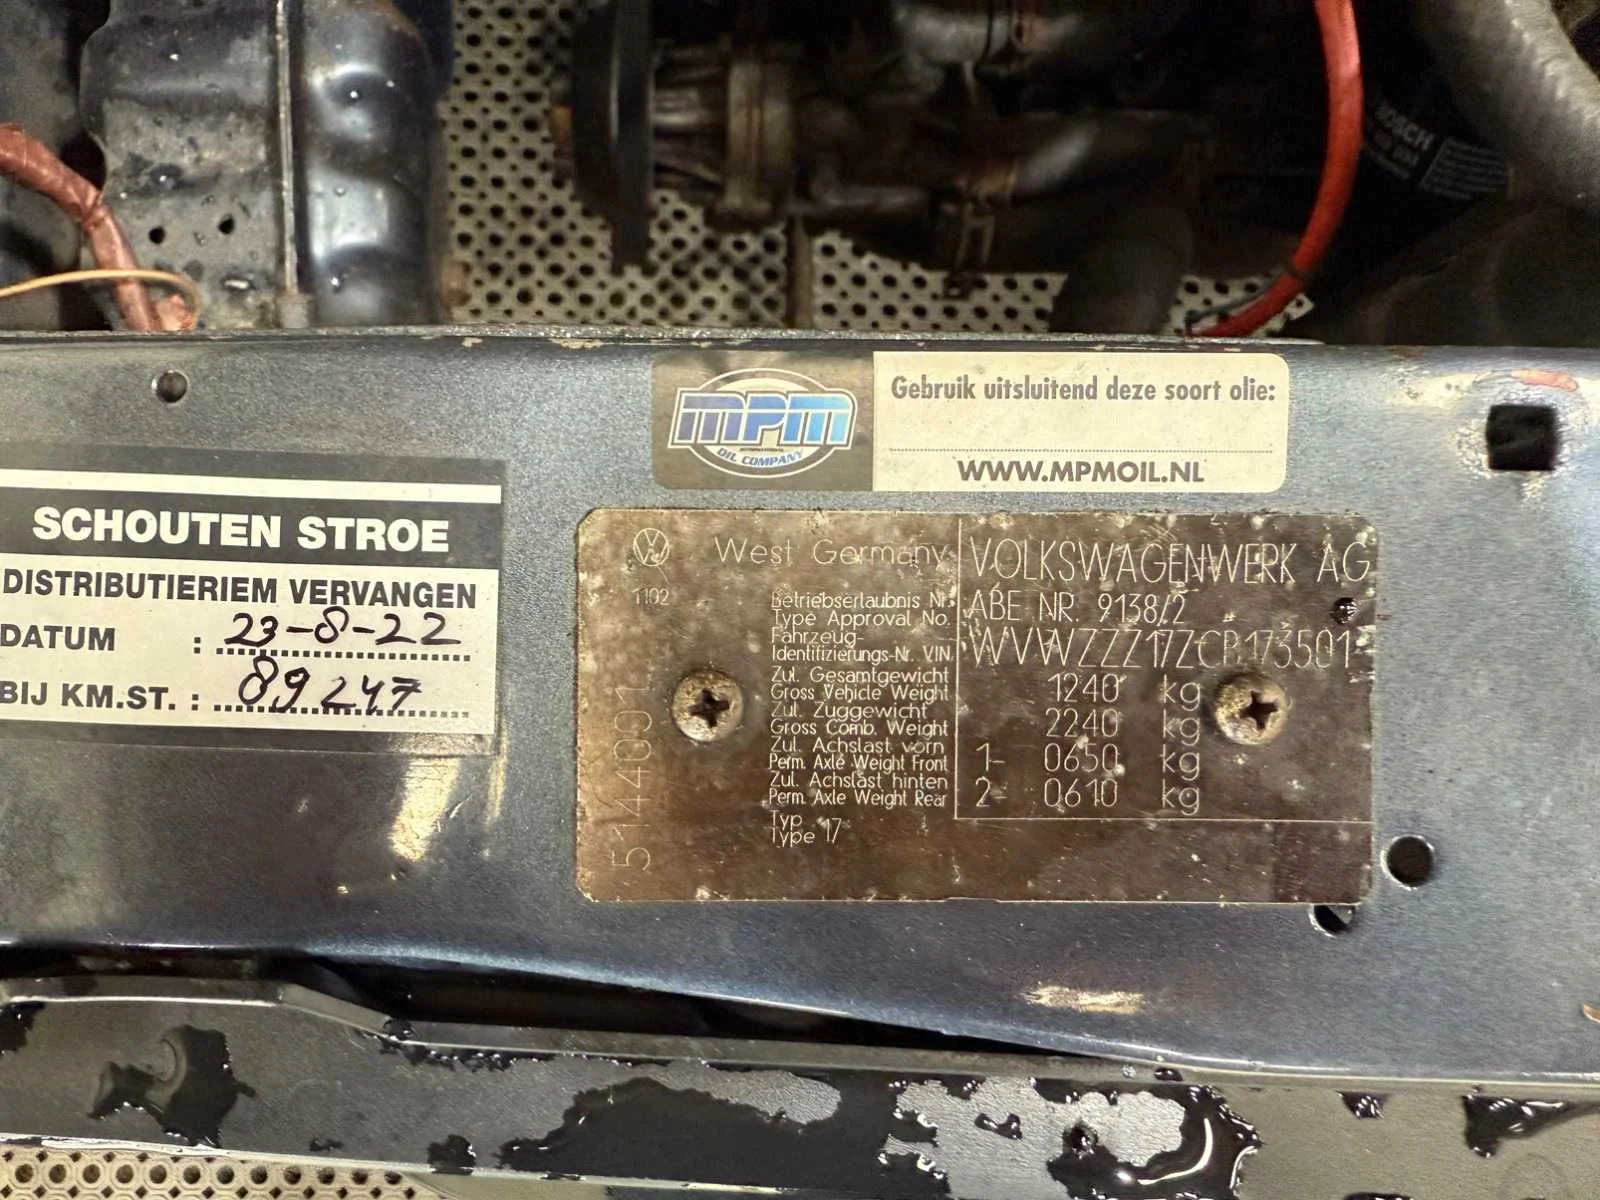 BOSCH
MPM
INTERNATIONAL
OIL COMPANY
Gebruik uitsluitend deze soort olie:
WWW.MPMOIL.NL
SCHOUTEN STROE
DISTRIBUTIERIEM VERVANGEN
DATUM : 23-8-22
BIJ KM.ST. : 89247
West Germany
VOLKSWAGENWERK AG
1102
Betriebserlaubnis Nr.
Type Approval No.
ABE NR. 9138/2
Fahrzeug-
Identifizierungs-Nr. VIN
Zul. Gesamtgewicht
Gross Vehicle Weight
1240 kg
Zul. Zuggewicht
Gross Comb. Weight
2240 kg
Zul. Achslast vorn
Perm. Axle Weight Front
1- 0650 kg
Zul. Achslast hinten
Perm. Axle Weight Rear
2- 0610 kg
Typ
Type 17
5144001